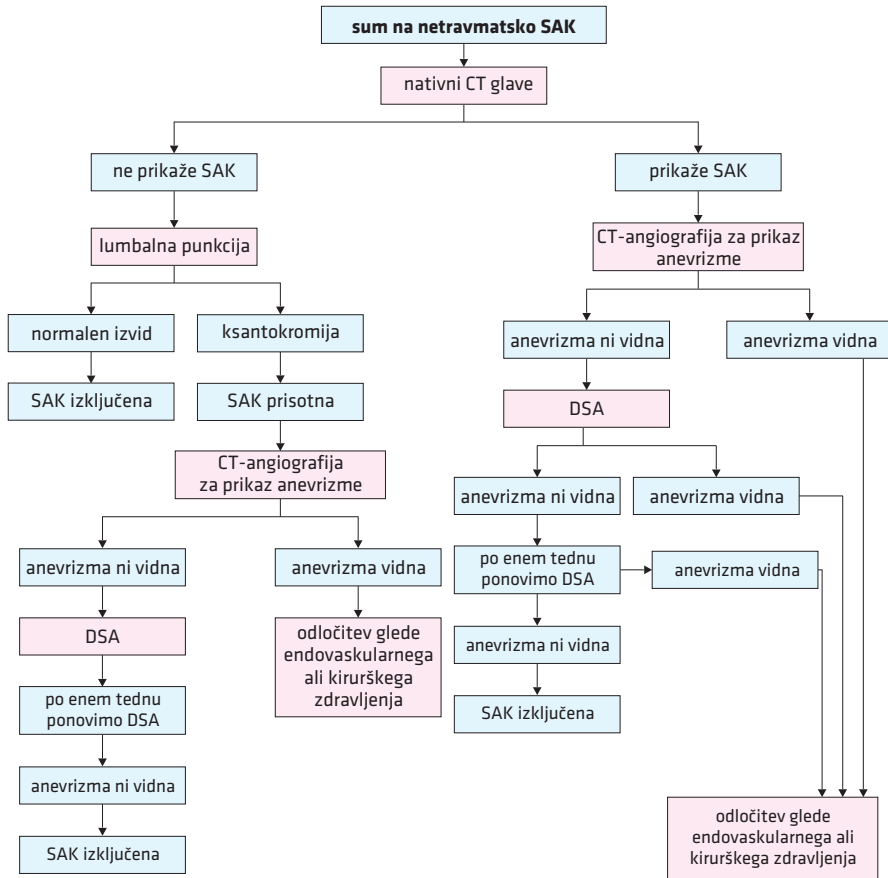 sum na netravmatsko SAK
nativni CT glave
ne prikaže SAK
prikaže SAK
lumbalna punkcija
CT-angiografija za prikaz
anevrizme
normalen izvid
ksantokromija
anevrizma ni vidna
anevrizma vidna
SAK izključena
SAK prisotna
DSA
CT-angiografija
za prikaz anevrizme
anevrizma ni vidna
anevrizma vidna
anevrizma ni vidna
anevrizma vidna
po enem tednu
ponovimo DSA
anevrizma vidna
DSA
odločitev glede
endovaskularnega
ali kirurškega
zdravljenja
anevrizma ni vidna
po enem tednu
ponovimo DSA
SAK izključena
anevrizma ni vidna
SAK izključena
odločitev glede
endovaskularnega ali
kirurškega zdravljenja